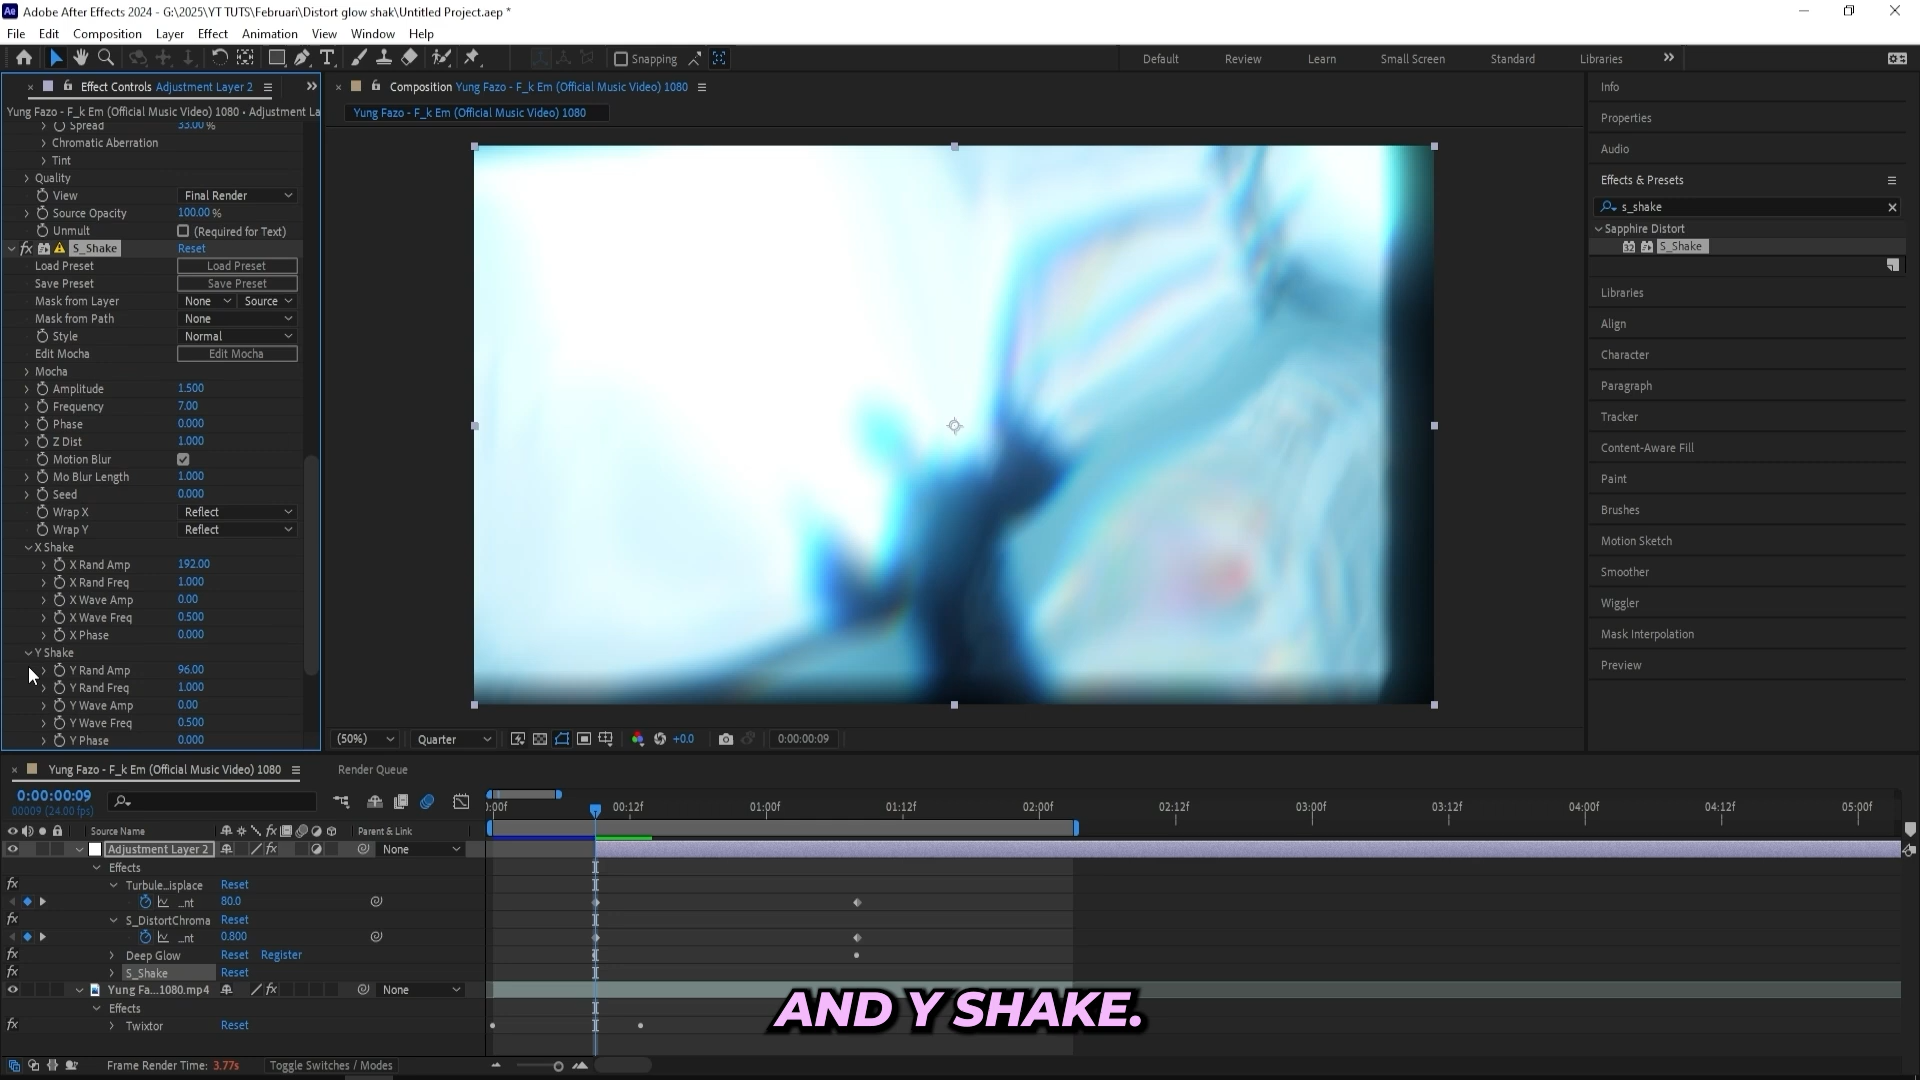 Adobe After Effects 2024 - G:\2025\YT TUTS\Februari\Distort glow shak\Untitled Project.aep *
File Edit Composition Layer Effect Animation View Window Help
Snapping Default Review Learn Small Screen Standard Libraries
Effect Controls Adjustment Layer 2
Yung Fazo - F_k Em (Official Music Video) 1080 • Adjustment La
Spread 33.00 %
Chromatic Aberration
Tint
Quality
View Final Render
Source Opacity 100.00 %
Unmult (Required for Text)
fx S_Shake Reset
Load Preset Load Preset
Save Preset Save Preset
Mask from Layer None Source
Mask from Path None
Style Normal
Edit Mocha Edit Mocha
Mocha
Amplitude 1.500
Frequency 7.00
Phase 0.000
Z Dist 1.000
Motion Blur
Mo Blur Length 1.000
Seed 0.000
Wrap X Reflect
Wrap Y Reflect
X Shake
X Rand Amp 192.00
X Rand Freq 1.000
X Wave Amp 0.00
X Wave Freq 0.500
X Phase 0.000
Y Shake
Y Rand Amp 96.00
Y Rand Freq 1.000
Y Wave Amp 0.00
Y Wave Freq 0.500
Y Phase 0.000
Composition Yung Fazo - F_k Em (Official Music Video) 1080
Yung Fazo - F_k Em (Official Music Video) 1080
(50%) Quarter +0.0 0:00:00:09
Info
Properties
Audio
Effects & Presets
s_shake
Sapphire Distort
32 S_Shake
Libraries
Align
Character
Paragraph
Tracker
Content-Aware Fill
Paint
Brushes
Motion Sketch
Smoother
Wiggler
Mask Interpolation
Preview
Yung Fazo - F_k Em (Official Music Video) 1080 Render Queue
0:00:00:09
00009 (24.00 fps)
):00f 00:12f 01:00f 01:12f 02:00f 02:12f 03:00f 03:12f 04:00f 04:12f 05:00f
Source Name Parent & Link
Adjustment Layer 2 None
Effects
fx Turbule...isplace Reset
_nt 80.0
fx S_DistortChroma Reset
_nt 0.800
fx Deep Glow Reset Register
fx S_Shake Reset
Yung Fa...1080.mp4 None
Effects
fx Twixtor Reset
AND Y SHAKE.
Frame Render Time: 3.77s Toggle Switches / Modes